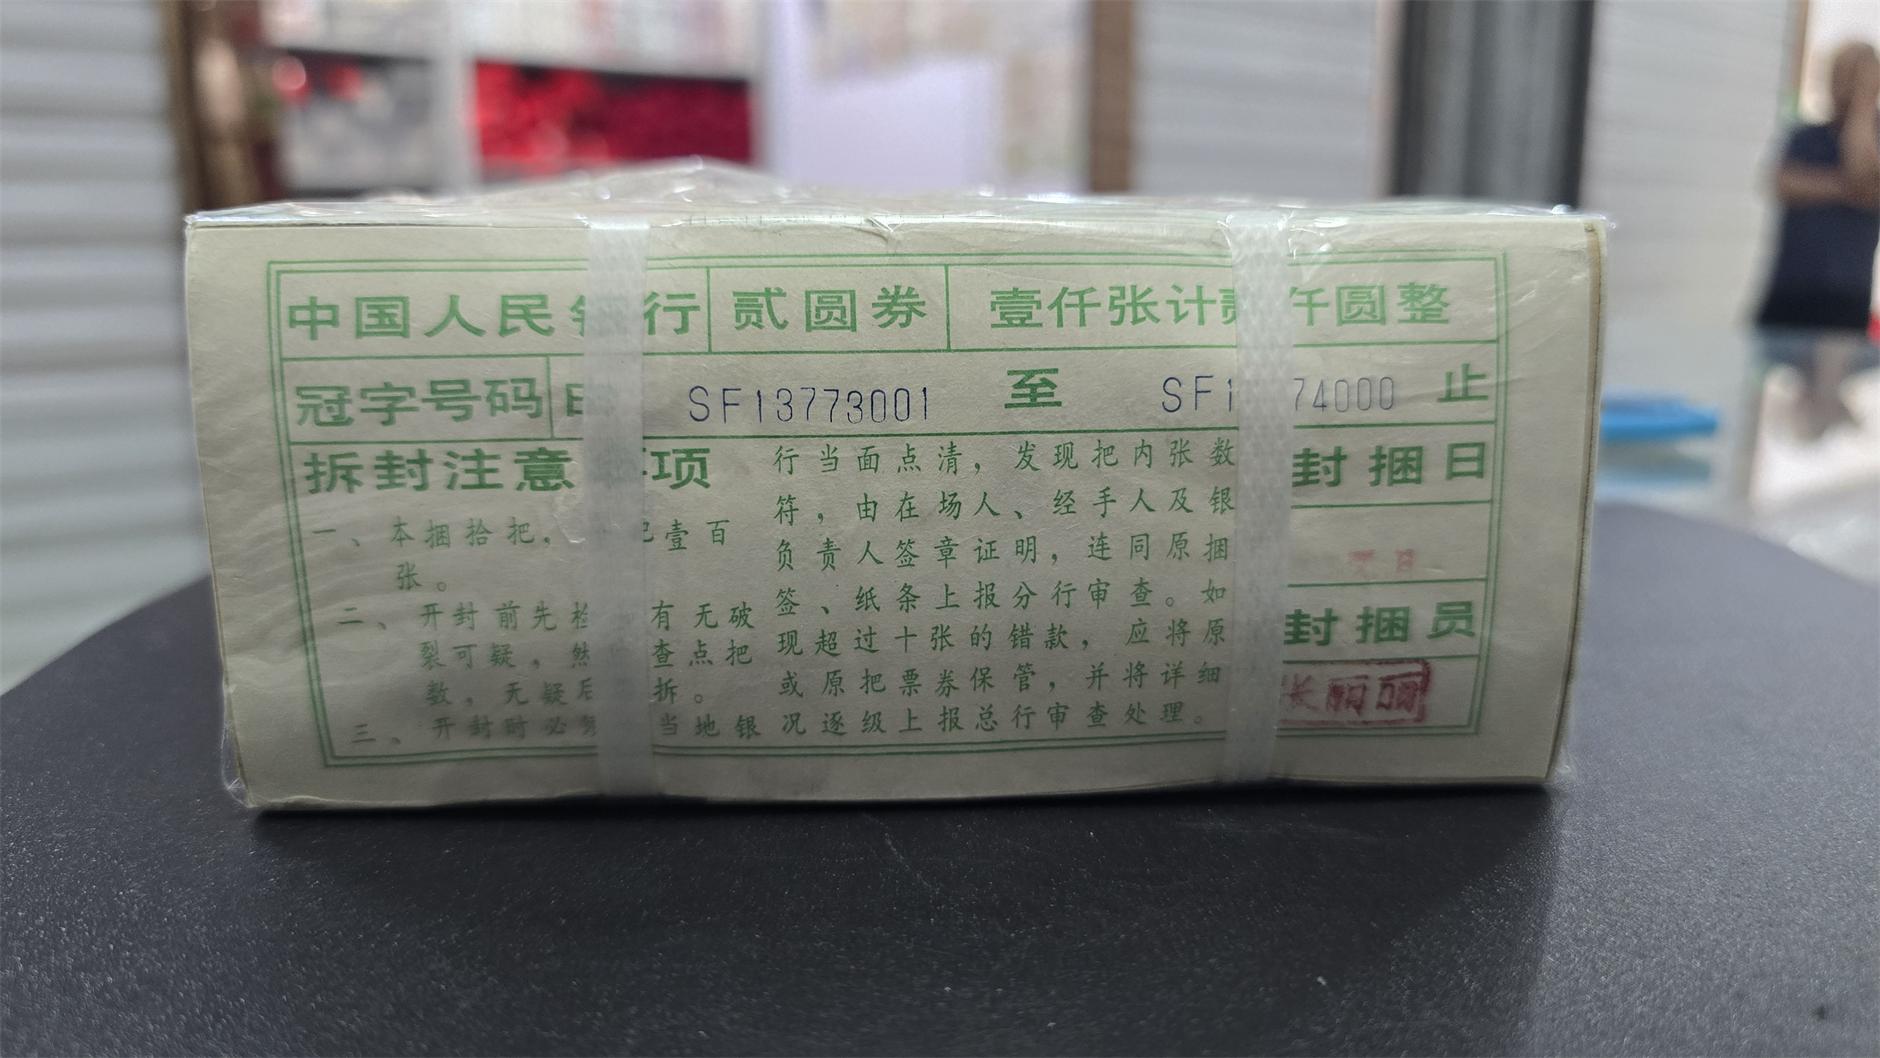 中国人民银行 贰圆券 壹仟张计贰仟圆整
冠字号码 SF13773001 至 SF1 74000 止
拆封注意 项
一、本捆拾把, 壹百
张。
二、开封前先检 有无破
裂可疑, 然 查点把
数, 无疑后 拆。
三、开封时必须 当地银
行当面点清, 发现把内张数
符, 由在场人、经手人及银
负责人签章证明, 连同原捆
签、纸条上报分行审查。如
现超过十张的错款, 应将原
或原把票券保管, 并将详细
况逐级上报总行审查处理。
封捆日
封捆员
张丽丽